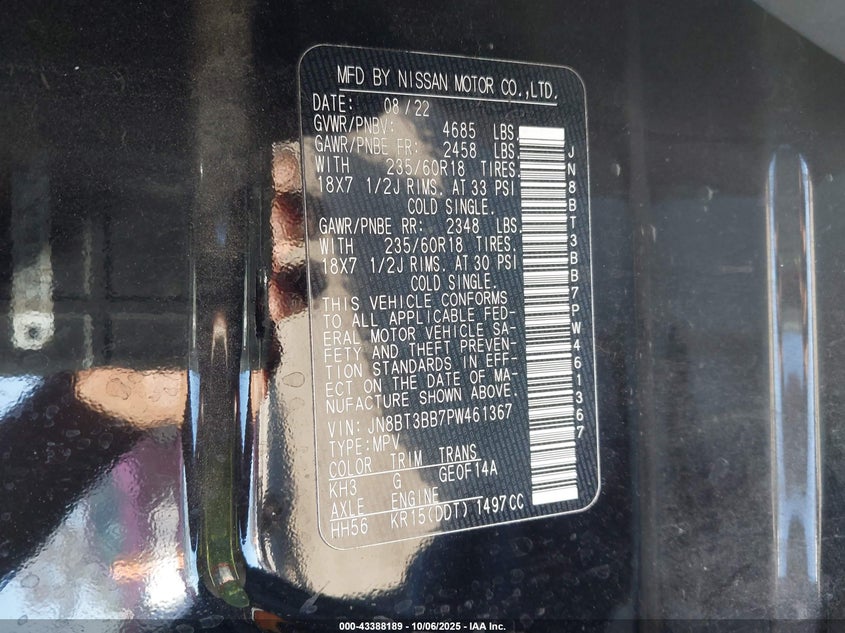 MFD BY NISSAN MOTOR CO.,LTD.
DATE: 08/22
GVWR/PNBV: 4685 LBS.
GAWR/PNBE FR: 2458 LBS.
WITH 235/60R18 TIRES.
18X7 1/2J RIMS. AT 33 PSI
COLD SINGLE.
GAWR/PNBE RR: 2348 LBS.
WITH 235/60R18 TIRES.
18X7 1/2J RIMS. AT 30 PSI
COLD SINGLE.
THIS VEHICLE CONFORMS
TO ALL APPLICABLE FED-
ERAL MOTOR VEHICLE SA-
FETY AND THEFT PREVEN-
TION STANDARDS IN EFF-
ECT ON THE DATE OF MA-
NUFACTURE SHOWN ABOVE.
VIN: JN8BT3BB7PW461367
TYPE:MPV
COLOR TRIM TRANS
KH3 G GE0F14A
AXLE ENGINE
HH56 KR15(DDT) 1497CC
JN8BT3BB7PW461367
000-43388189 - 10/06/2025 - IAA Inc.